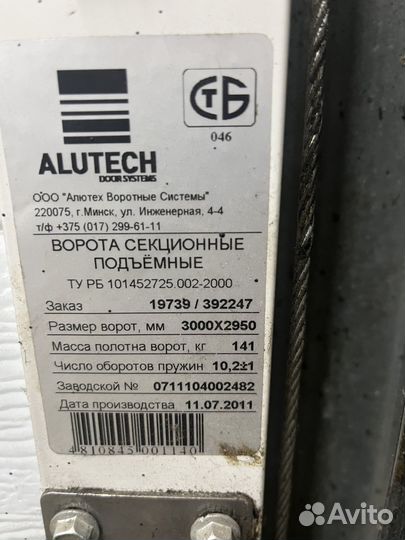 СТБ
046
ALUTECH
DOOR SYSTEMS
ООО "Алютех Воротные Системы"
220075, г.Минск, ул. Инженерная, 4-4
т/ф +375 (017) 299-61-11
ВОРОТА СЕКЦИОННЫЕ
ПОДЪЁМНЫЕ
ТУ РБ 101452725.002-2000
Заказ 19739 / 392247
Размер ворот, мм 3000X2950
Масса полотна ворот, кг 141
Число оборотов пружин 10,2±1
Заводской № 0711104002482
Дата производства 11.07.2011
4810845001140
Avito